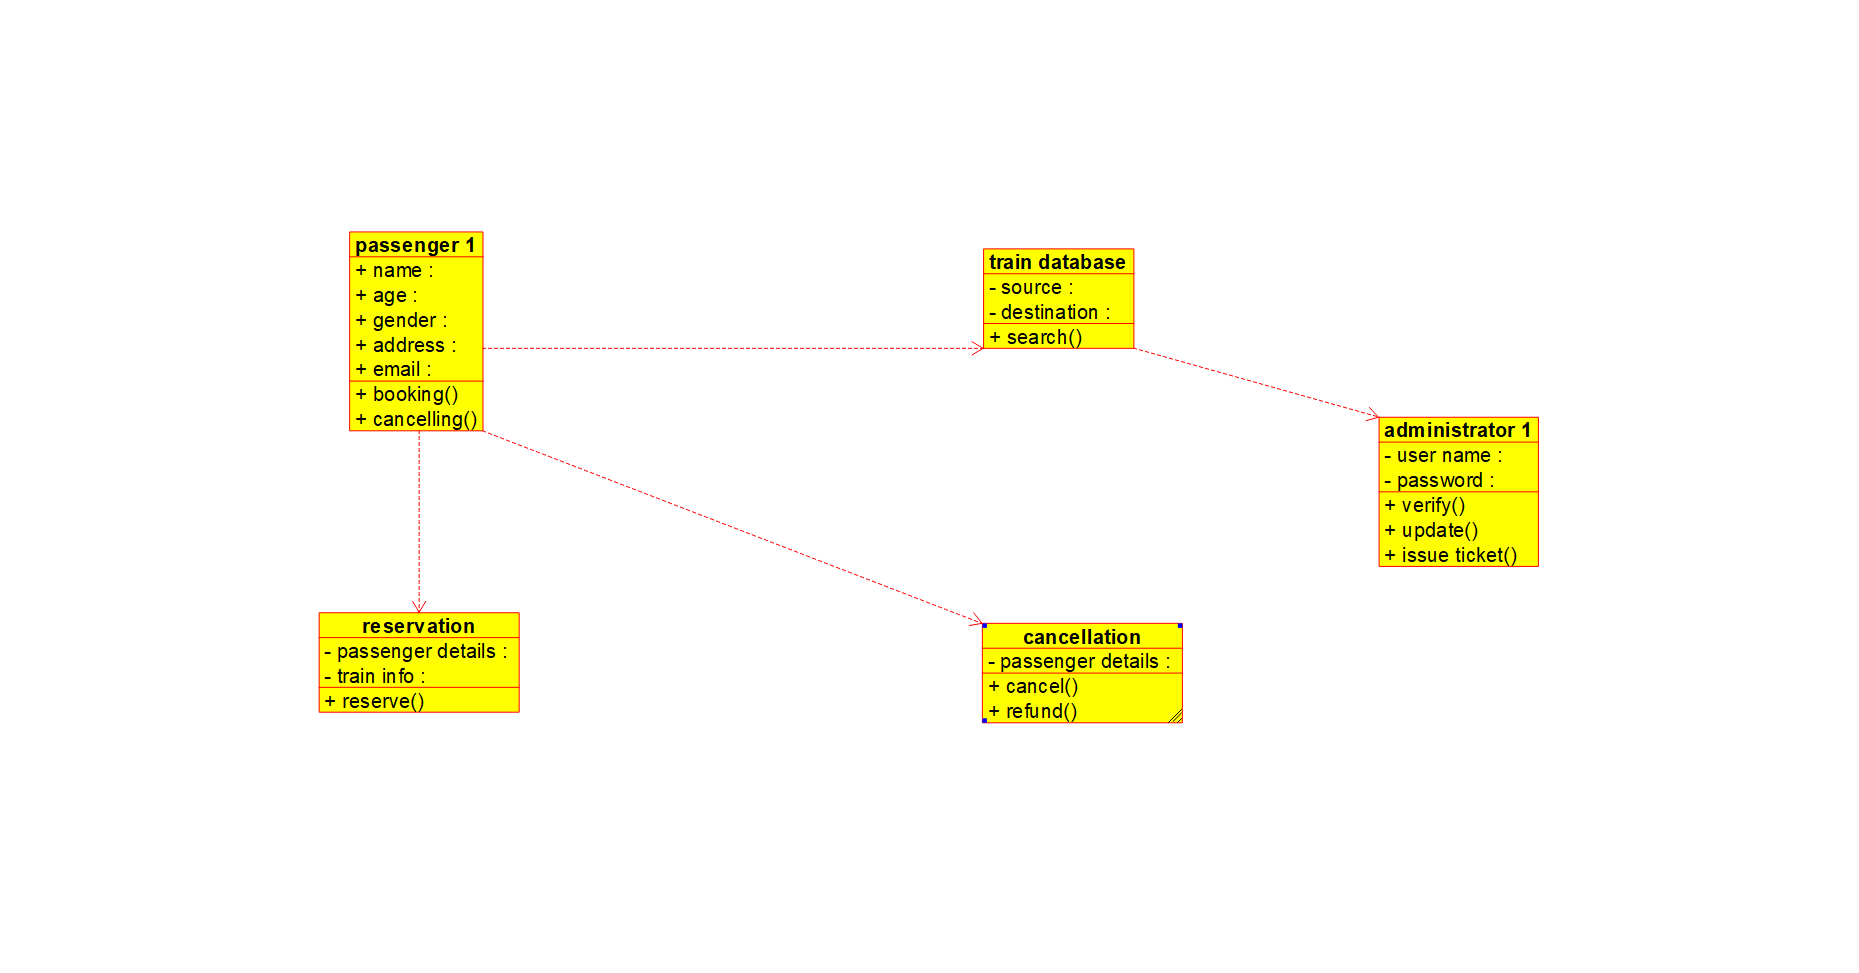 passenger 1
+ name :
+ age :
+ gender :
+ address :
+ email :
+ booking()
+ cancelling()
train database
- source :
- destination :
+ search()
administrator 1
- user name :
- password :
+ verify()
+ update()
+ issue ticket()
reservation
- passenger details :
- train info :
+ reserve()
cancellation
- passenger details :
+ cancel()
+ refund()